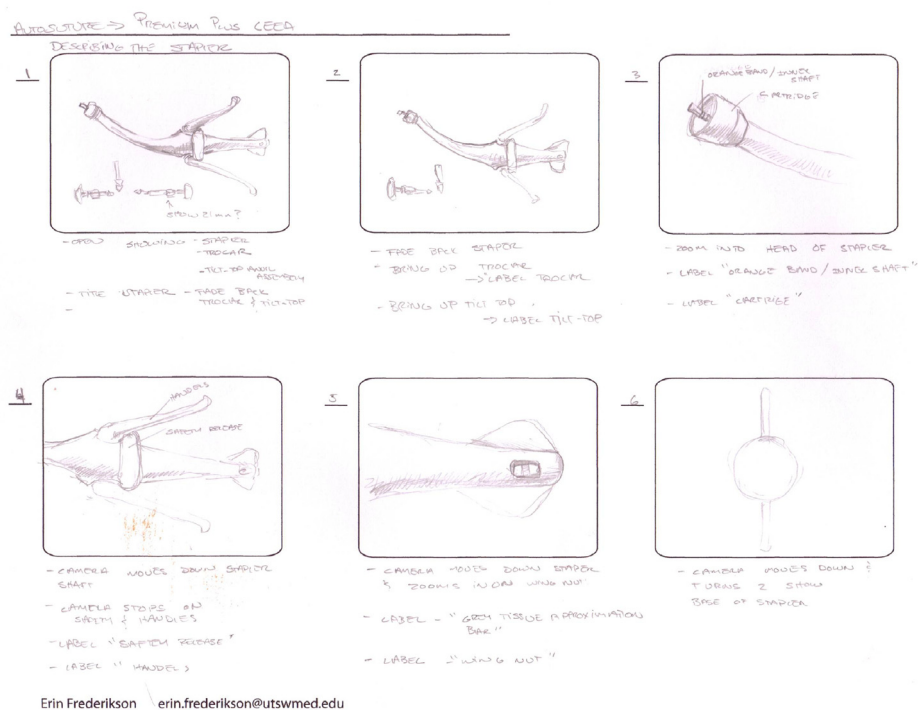 AUTOSUTURE → PREMIUM PLUS CEEA
DESCRIBING THE STAPLER
1
SHOW 21mm?
- OPEN SHOWING - STAPLER
- TROCAR
- TILT-TOP ANVIL
ASSEMBLY
- TITLE STAPLER - FADE BACK
TROCAR & TILT-TOP
-
2
- FADE BACK STAPLER
- BRING UP TROCAR
→ LABEL TROCAR
- BRING UP TILT TOP
→ LABEL TILT-TOP
3
ORANGE BAND / INNER
SHAFT
CARTRIDGE
- ZOOM INTO HEAD OF STAPLER
- LABEL "ORANGE BAND / INNER SHAFT"
- LABEL "CARTRIGE"
4
HANDLES
SAFETY RELEASE
- CAMERA MOVES DOWN STAPLER
SHAFT
- CAMERA STOPS ON
SAFETY & HANDLES
- LABEL "SAFTEY RELEASE"
- LABEL " HANDELS
5
- CAMERA MOVES DOWN STAPLER
& ZOOMS IN ON WING NUT
- LABEL - "GREY TISSUE APPROXIMATION
BAR"
- LABEL - "WING NUT"
6
- CAMERA MOVES DOWN &
TURNS 2 SHOW
BASE OF STAPLER
Erin Frederikson erin.frederikson@utswmed.edu